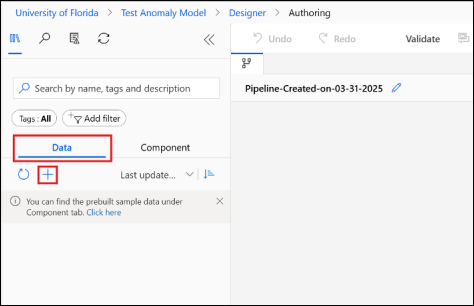 University of Florida > Test Anomaly Model > Designer > Authoring
Undo Redo Validate
Search by name, tags and description
Pipeline-Created-on-03-31-2025
Tags : All Add filter
Data Component
Last update...
You can find the prebuilt sample data under
Component tab. Click here